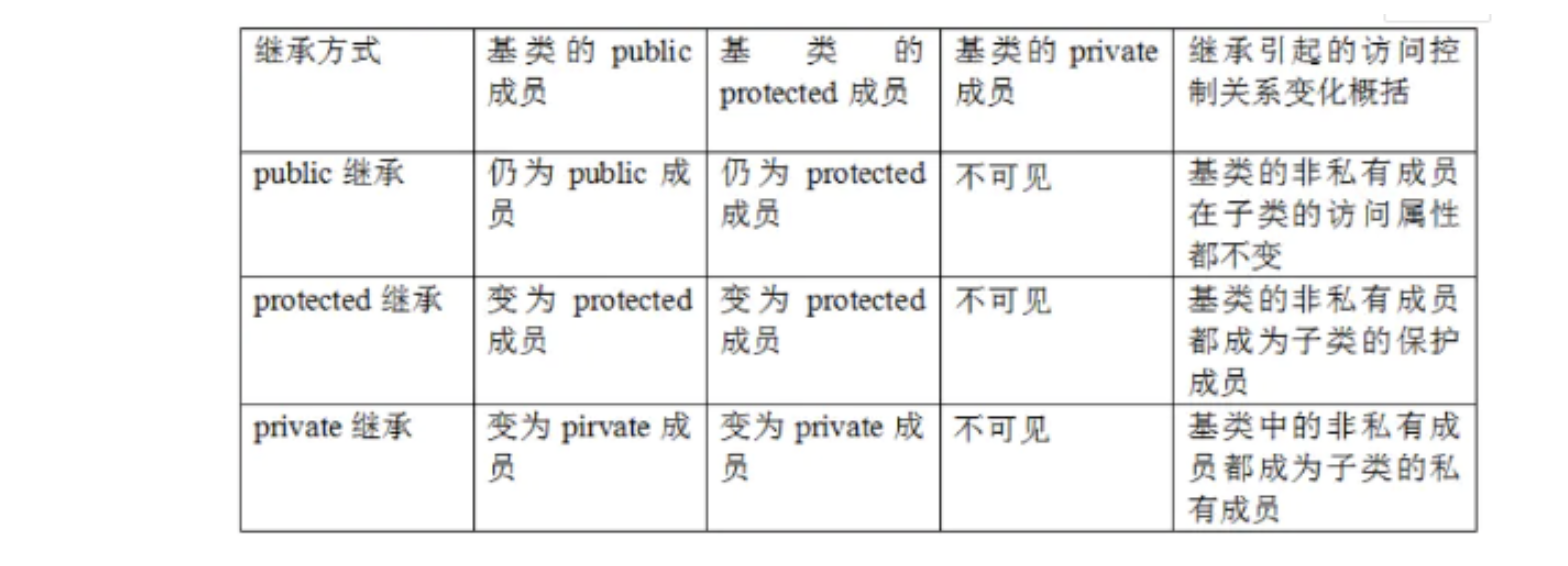 继承方式
基类的 public
成员
基类的
protected 成员
基类的 private
成员
继承引起的访问控
制关系变化概括
public 继承
仍为 public 成
员
仍为 protected
成员
不可见
基类的非私有成员
在子类的访问属性
都不变
protected 继承
变为 protected
成员
变为 protected
成员
不可见
基类的非私有成员
都成为子类的保护
成员
private 继承
变为 pirvate 成
员
变为 private 成
员
不可见
基类中的非私有成
员都成为子类的私
有成员